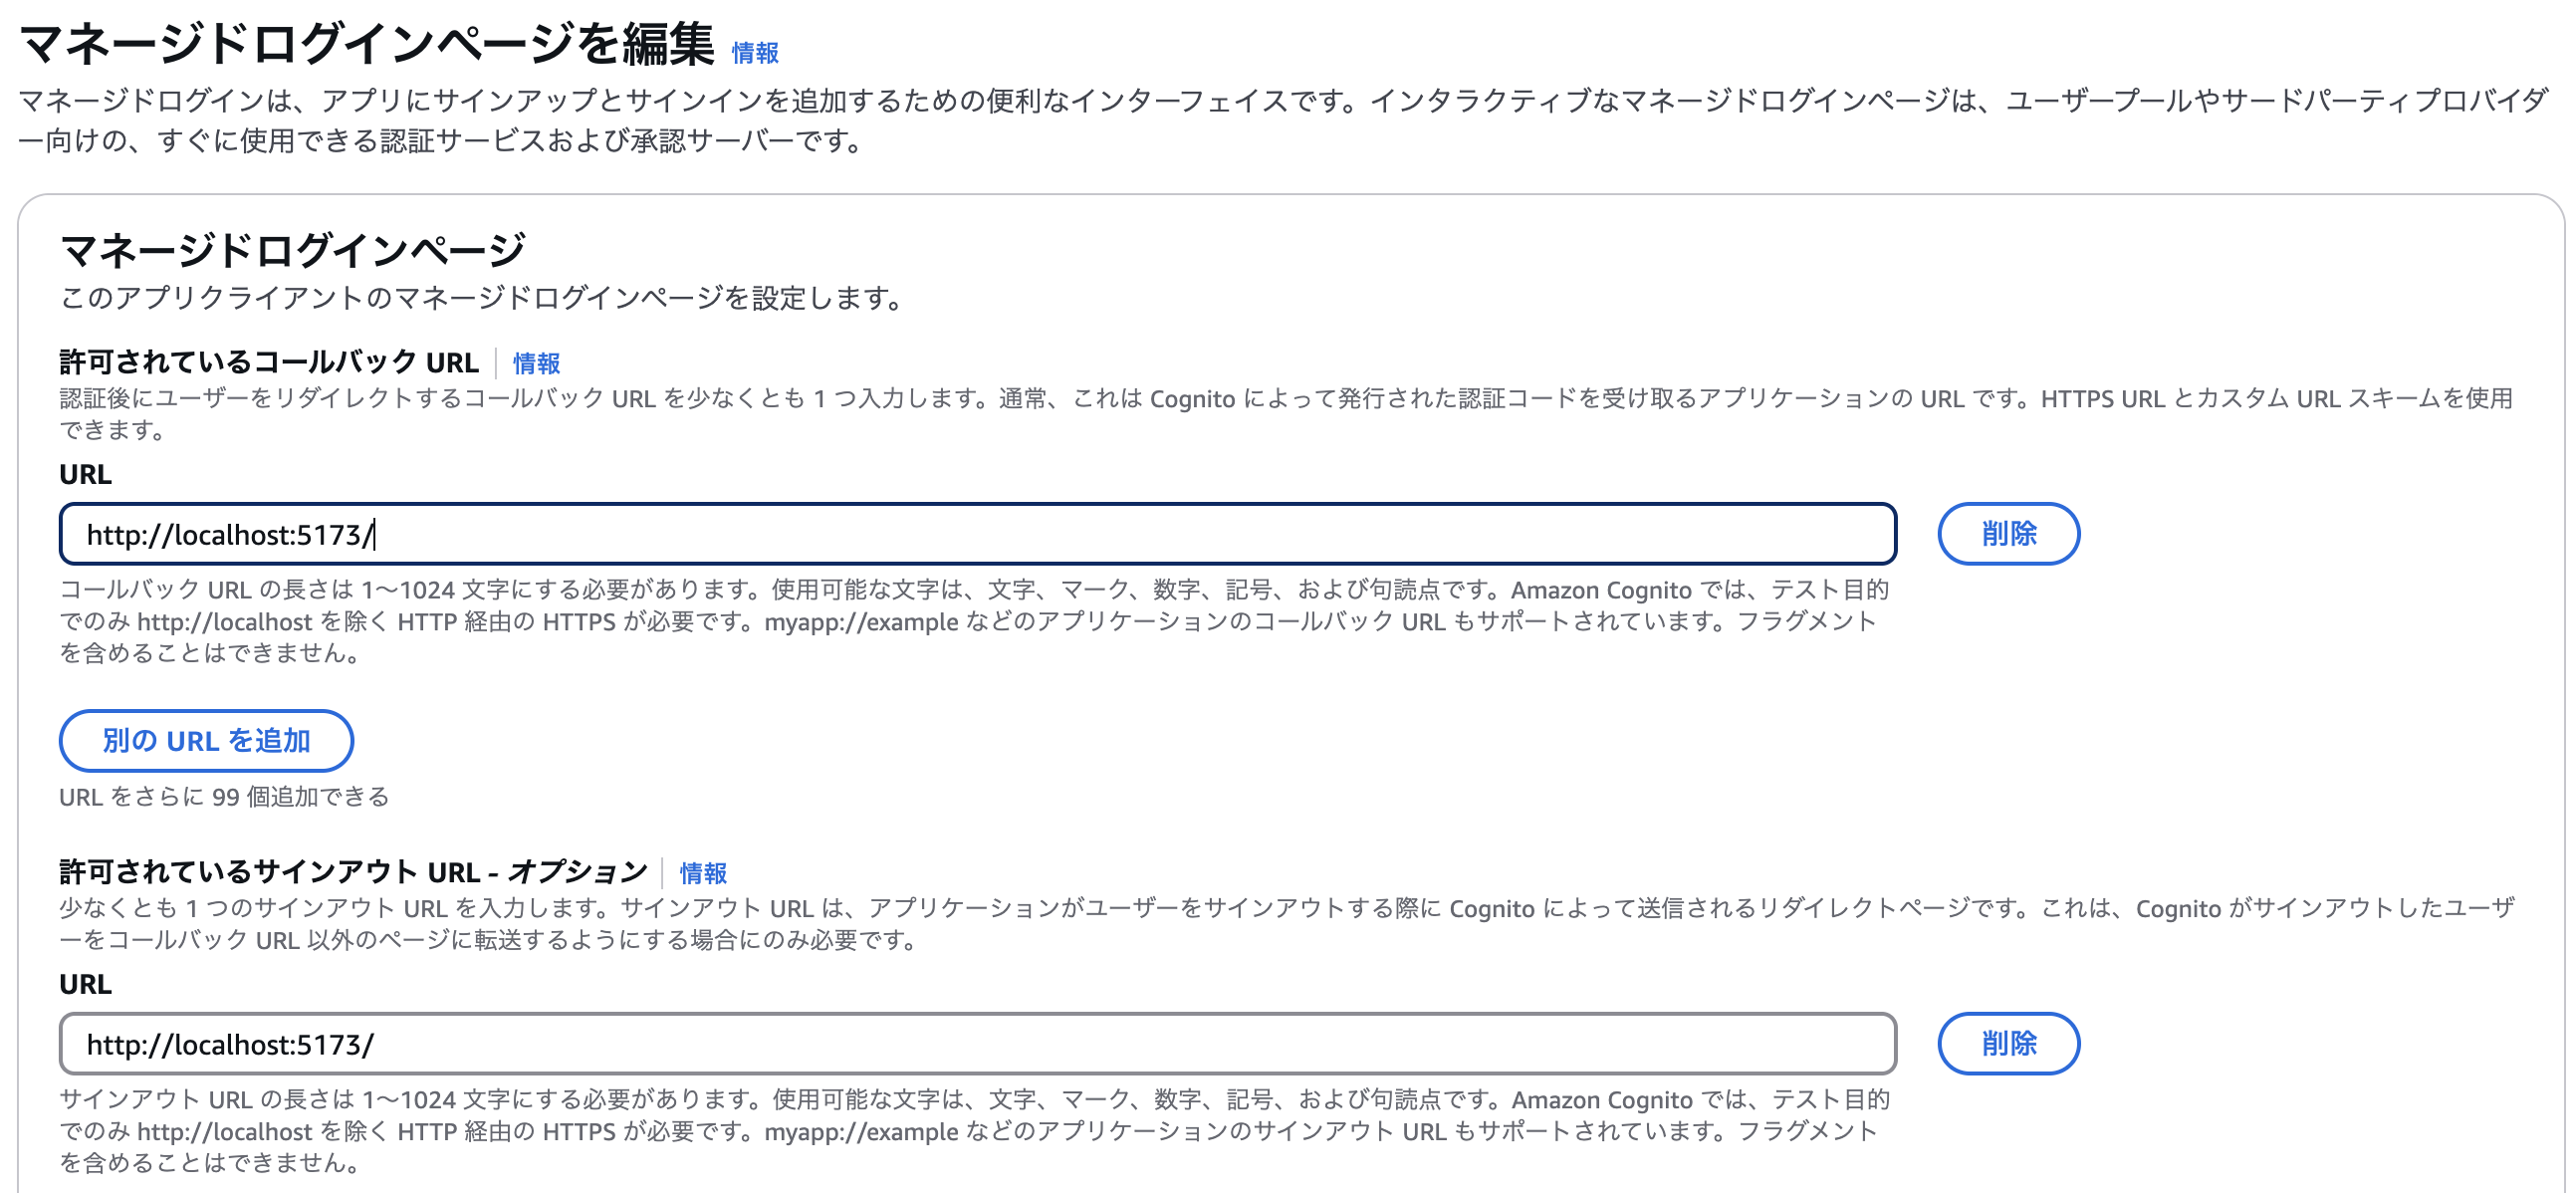 マネージドログインページを編集 情報
マネージドログインは、アプリにサインアップとサインインを追加するための便利なインターフェイスです。インタラクティブなマネージドログインページは、ユーザープールやサードパーティプロバイダ
ー向けの、すぐに使用できる認証サービスおよび承認サーバーです。
マネージドログインページ
このアプリクライアントのマネージドログインページを設定します。
許可されているコールバック URL 情報
認証後にユーザーをリダイレクトするコールバック URL を少なくとも 1 つ入力します。通常、これは Cognito によって発行された認証コードを受け取るアプリケーションの URL です。HTTPS URL とカスタム URL スキームを使用
できます。
URL
http://localhost:5173/
削除
コールバック URL の長さは 1〜1024 文字にする必要があります。使用可能な文字は、文字、マーク、数字、記号、および句読点です。Amazon Cognito では、テスト目的
でのみ http://localhost を除く HTTP 経由の HTTPS が必要です。myapp://example などのアプリケーションのコールバック URL もサポートされています。フラグメント
を含めることはできません。
別の URL を追加
URL をさらに 99 個追加できる
許可されているサインアウト URL - オプション 情報
少なくとも 1 つのサインアウト URL を入力します。サインアウト URL は、アプリケーションがユーザーをサインアウトする際に Cognito によって送信されるリダイレクトページです。これは、Cognito がサインアウトしたユーザ
ーをコールバック URL 以外のページに転送するようにする場合にのみ必要です。
URL
http://localhost:5173/
削除
サインアウト URL の長さは 1〜1024 文字にする必要があります。使用可能な文字は、文字、マーク、数字、記号、および句読点です。Amazon Cognito では、テスト目的
でのみ http://localhost を除く HTTP 経由の HTTPS が必要です。myapp://example などのアプリケーションのサインアウト URL もサポートされています。フラグメント
を含めることはできません。